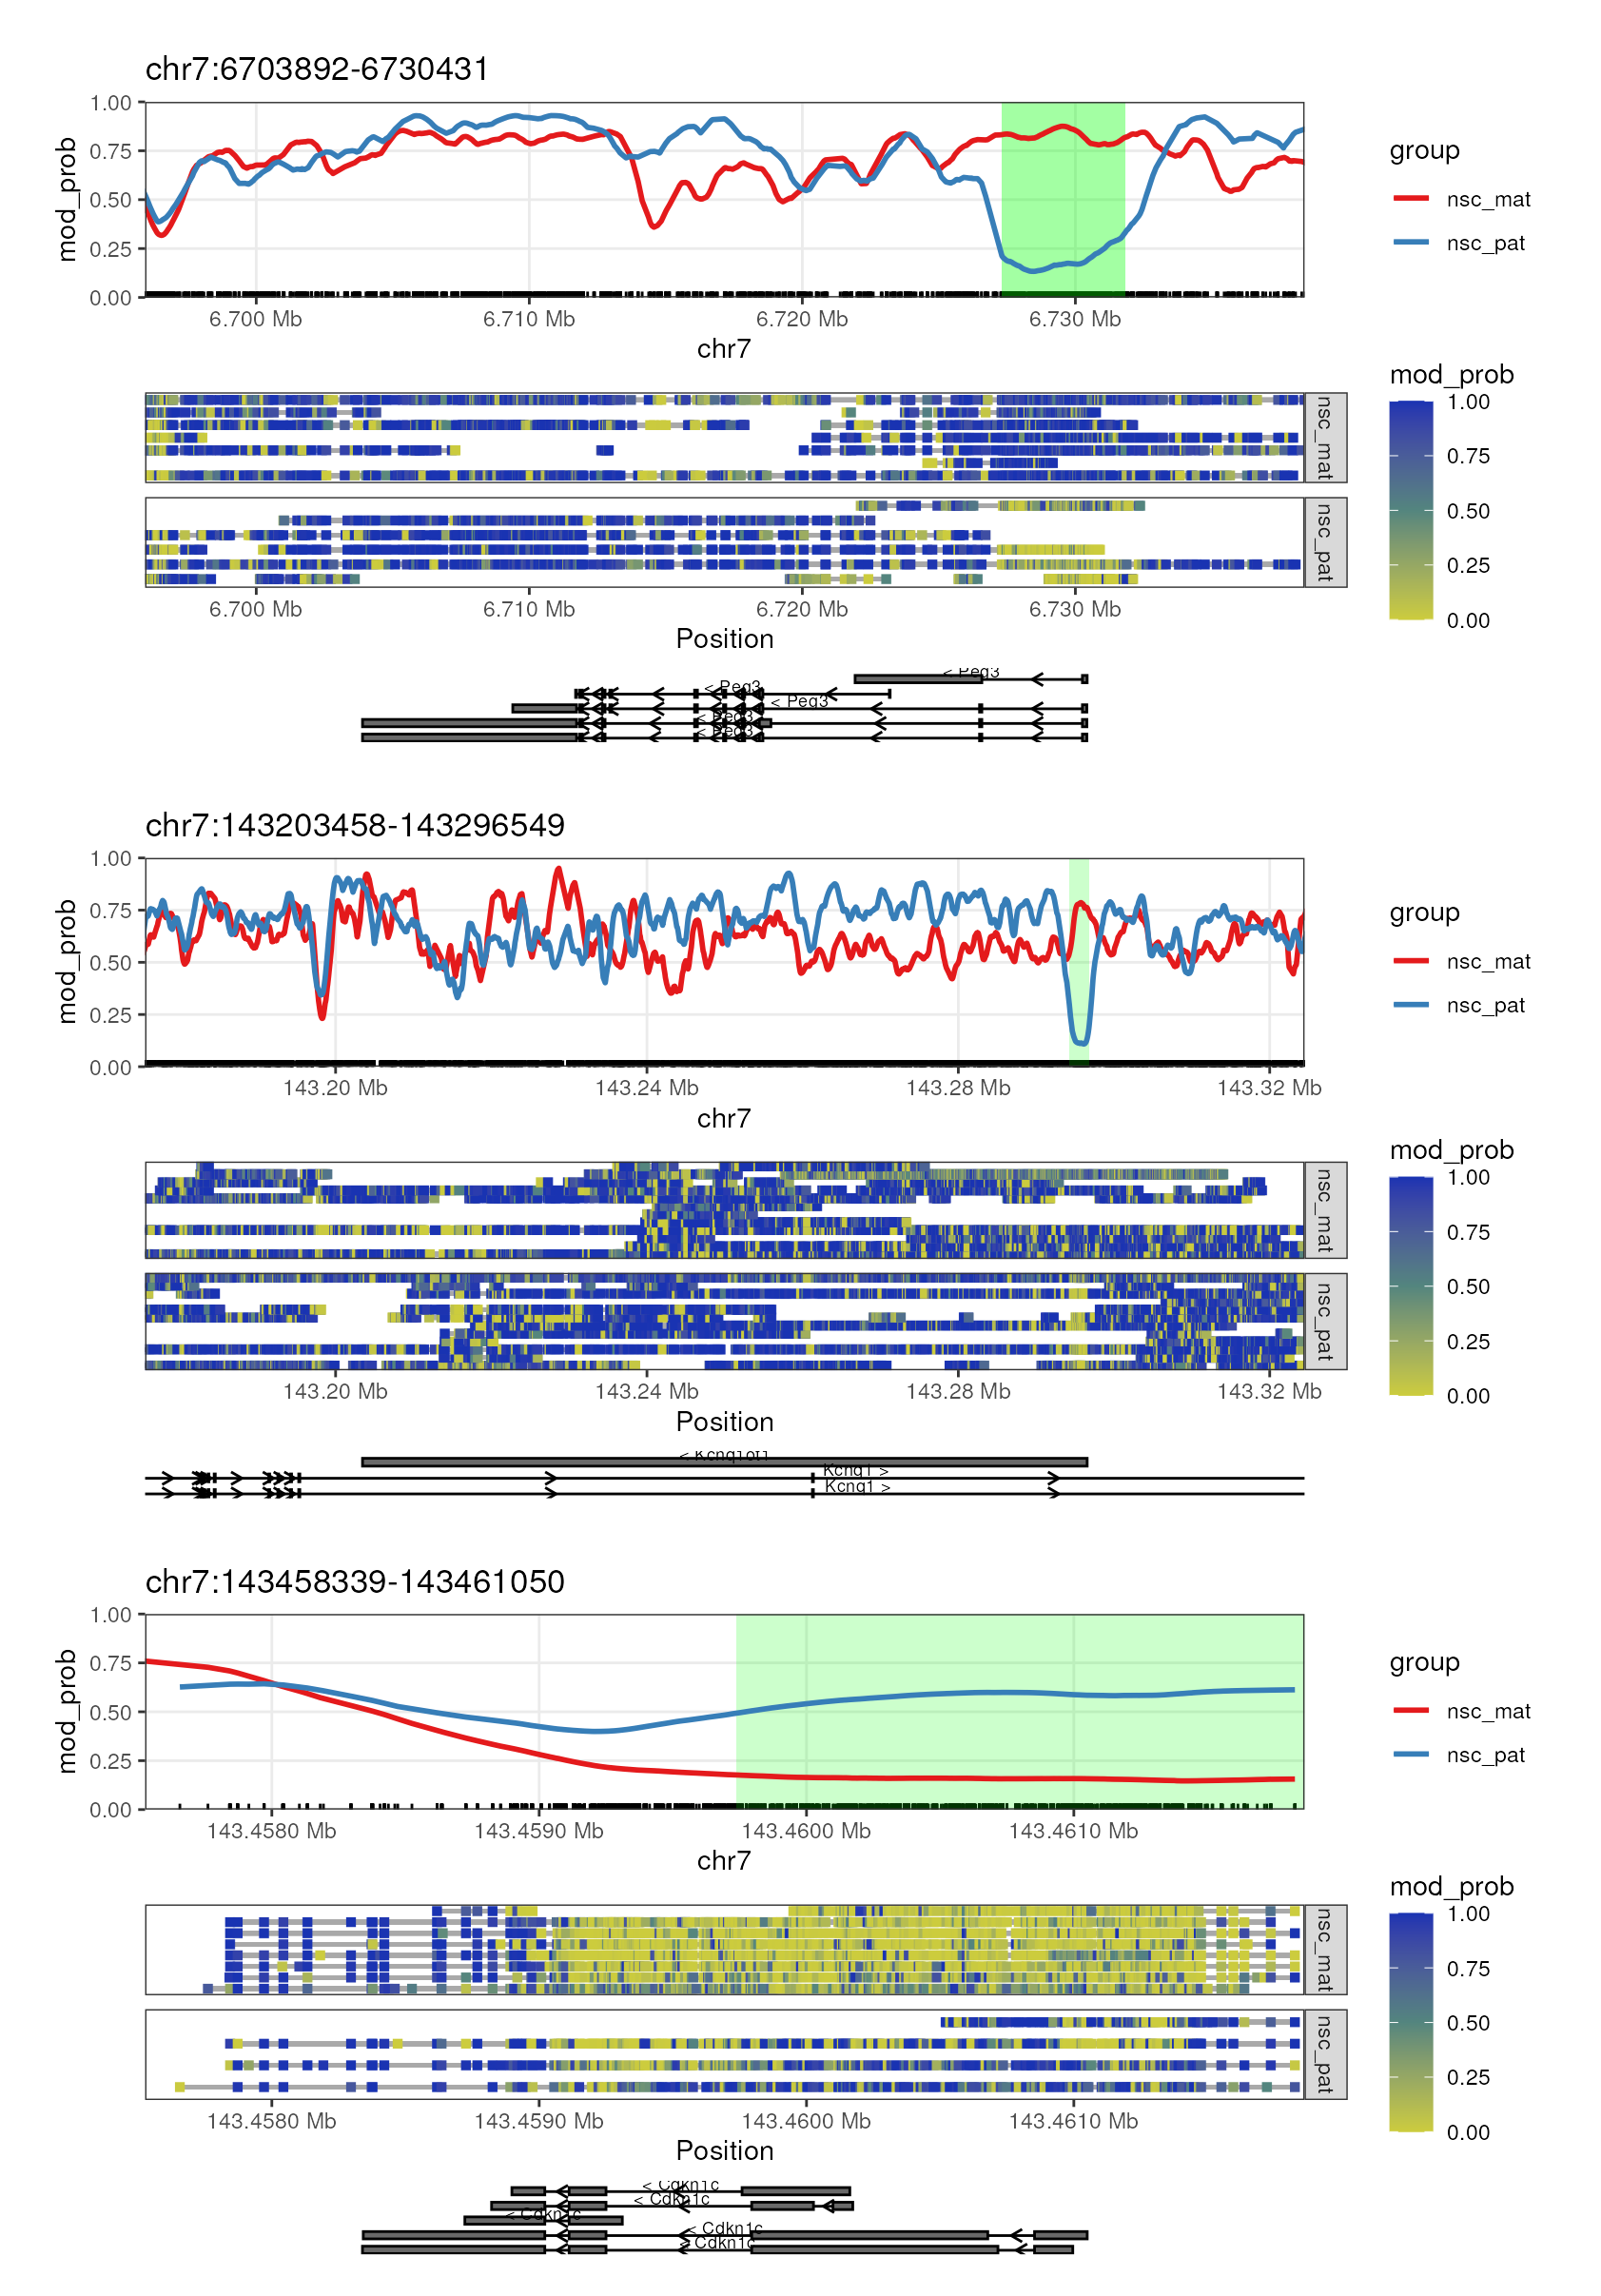 chr7:6703892-6730431
1.00
0.75
0.50
0.25
0.00
mod_prob
6.700 Mb 6.710 Mb 6.720 Mb 6.730 Mb
chr7
group
nsc_mat
nsc_pat
nsc_mat
nsc_pat
6.700 Mb 6.710 Mb 6.720 Mb 6.730 Mb
Position
mod_prob
1.00
0.75
0.50
0.25
0.00
< Peg3
< Peg3
< Peg3
< Peg3
< Peg3
chr7:143203458-143296549
1.00
0.75
0.50
0.25
0.00
mod_prob
143.20 Mb 143.24 Mb 143.28 Mb 143.32 Mb
chr7
group
nsc_mat
nsc_pat
nsc_mat
nsc_pat
143.20 Mb 143.24 Mb 143.28 Mb 143.32 Mb
Position
mod_prob
1.00
0.75
0.50
0.25
0.00
< Kcnq1ot1
Kcnq1 >
Kcnq1 >
chr7:143458339-143461050
1.00
0.75
0.50
0.25
0.00
mod_prob
143.4580 Mb 143.4590 Mb 143.4600 Mb 143.4610 Mb
chr7
group
nsc_mat
nsc_pat
nsc_mat
nsc_pat
143.4580 Mb 143.4590 Mb 143.4600 Mb 143.4610 Mb
Position
mod_prob
1.00
0.75
0.50
0.25
0.00
< Cdkn1c
< Cdkn1c
< Cdkn1c
< Cdkn1c
< Cdkn1c